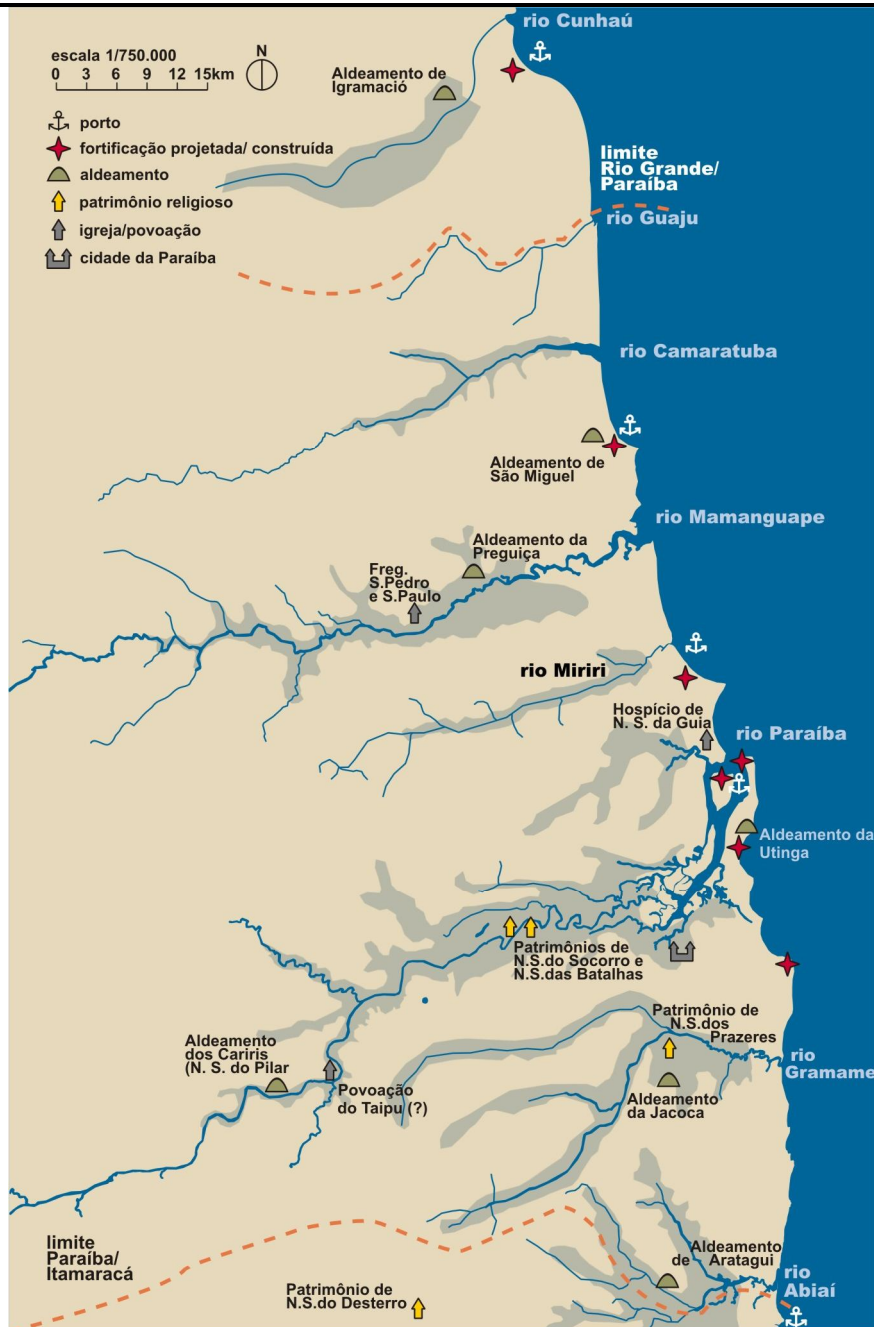 rio Cunhaú
escala 1/750.000
N
0 3 6 9 12 15km
Aldeamento de
Igramació
porto
fortificação projetada/ construída
aldeamento
patrimônio religioso
igreja/povoação
cidade da Paraíba
limite
Rio Grande/
Paraíba
rio Guaju
rio Camaratuba
Aldeamento de
São Miguel
rio Mamanguape
Aldeamento da
Preguiça
Freg.
S.Pedro
e S.Paulo
rio Miriri
Hospício de
N. S. da Guia
rio Paraíba
Aldeamento da
Utinga
Patrimônios de
N.S.do Socorro e
N.S.das Batalhas
Patrimônio de
N.S.dos
Prazeres
Aldeamento
dos Cariris
(N. S. do Pilar
rio
Gramame
Povoação
do Taipu (?)
Aldeamento
da Jacoca
limite
Paraíba/
Itamaracá
Aldeamento
de Aratagui
Patrimônio de
N.S.do Desterro
rio
Abiaí